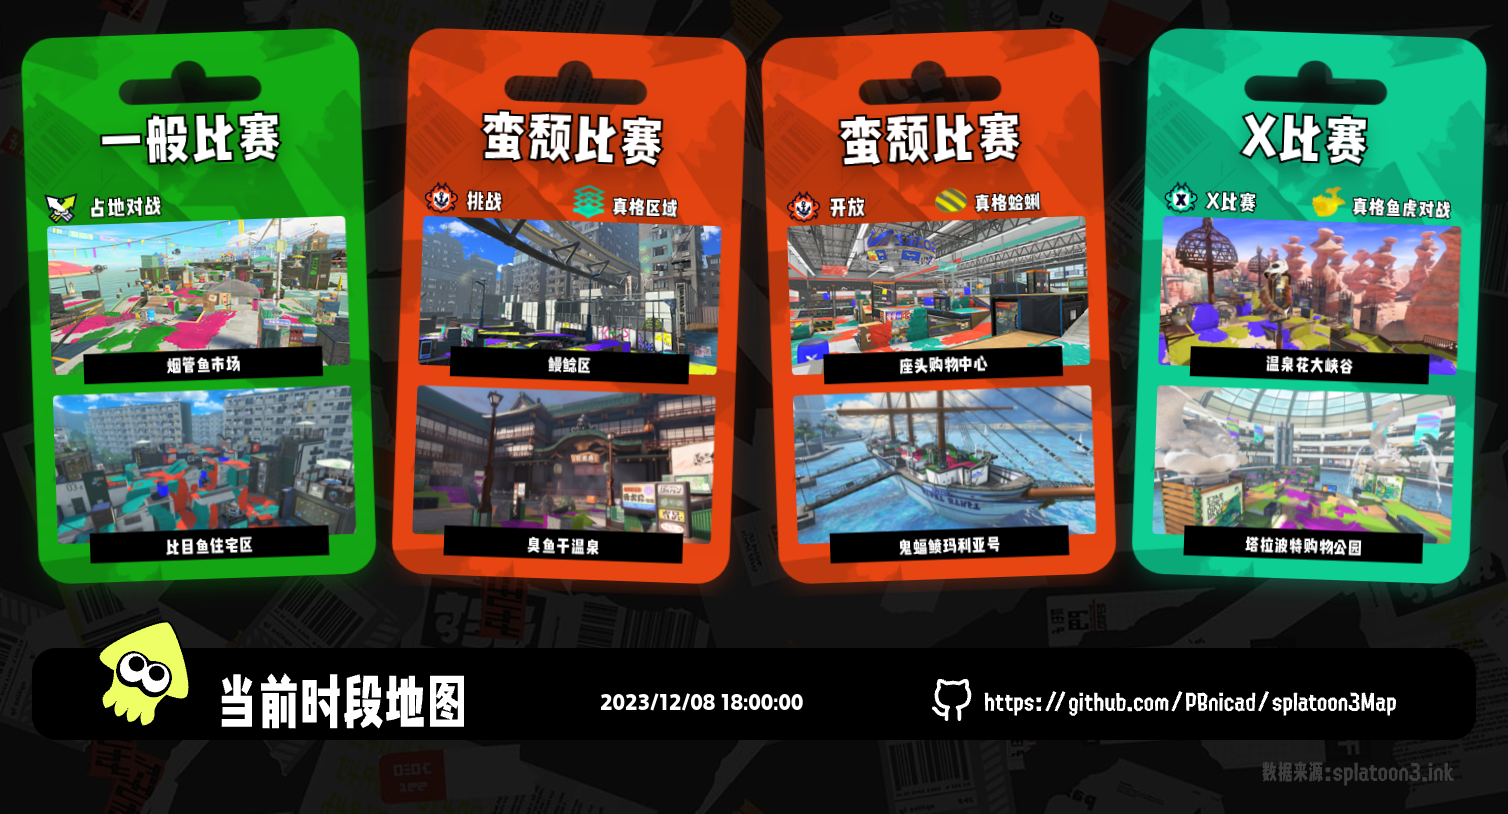 一般比赛
占地对战
烟管鱼市场
比目鱼住宅区
蛮颓比赛
挑战
真格区域
鳗鲶区
臭鱼干温泉
蛮颓比赛
开放
真格蛤蜊
座头购物中心
鬼蝠鲼玛利亚号
X比赛
X比赛
真格鱼虎对战
温泉花大峡谷
塔拉波特购物公园
当前时段地图
2023/12/08 18:00:00
https://github.com/PBnicad/splatoon3Map
数据来源:splatoon3.ink